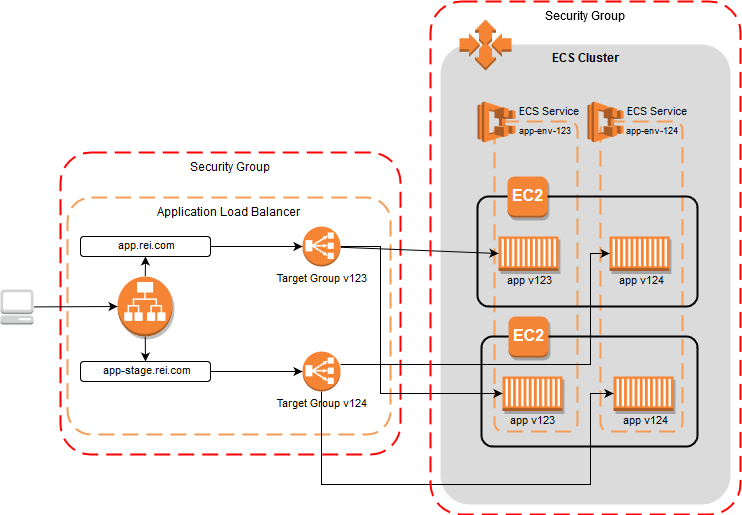 Security Group
ECS Cluster
ECS Service
app-env-123
ECS Service
app-env-124
Security Group
Application Load Balancer
EC2
app.rei.com
Target Group v123
app v123
app v124
EC2
app-stage.rei.com
Target Group v124
app v123
app v124